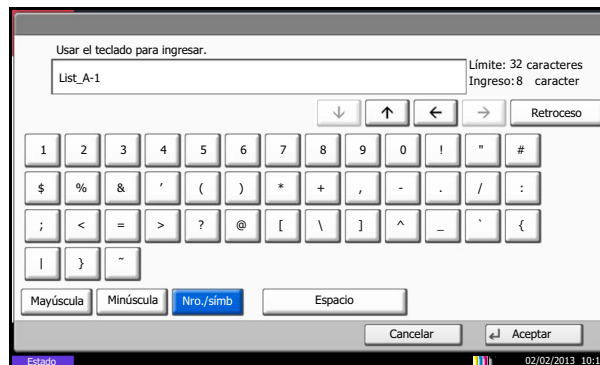 Usar el teclado para ingresar.
List_A-1
Límite: 32 caracteres
Ingreso: 8 caracter
Retroceso
1 2 3 4 5 6 7 8 9 0 ! " #
$ % & ' ( ) * + , - . / :
; < = > ? @ [ \ ] ^ _ ` {
| } ~
Mayúscula Minúscula Nro./símb Espacio
Cancelar Aceptar
Estado 02/02/2013 10:1